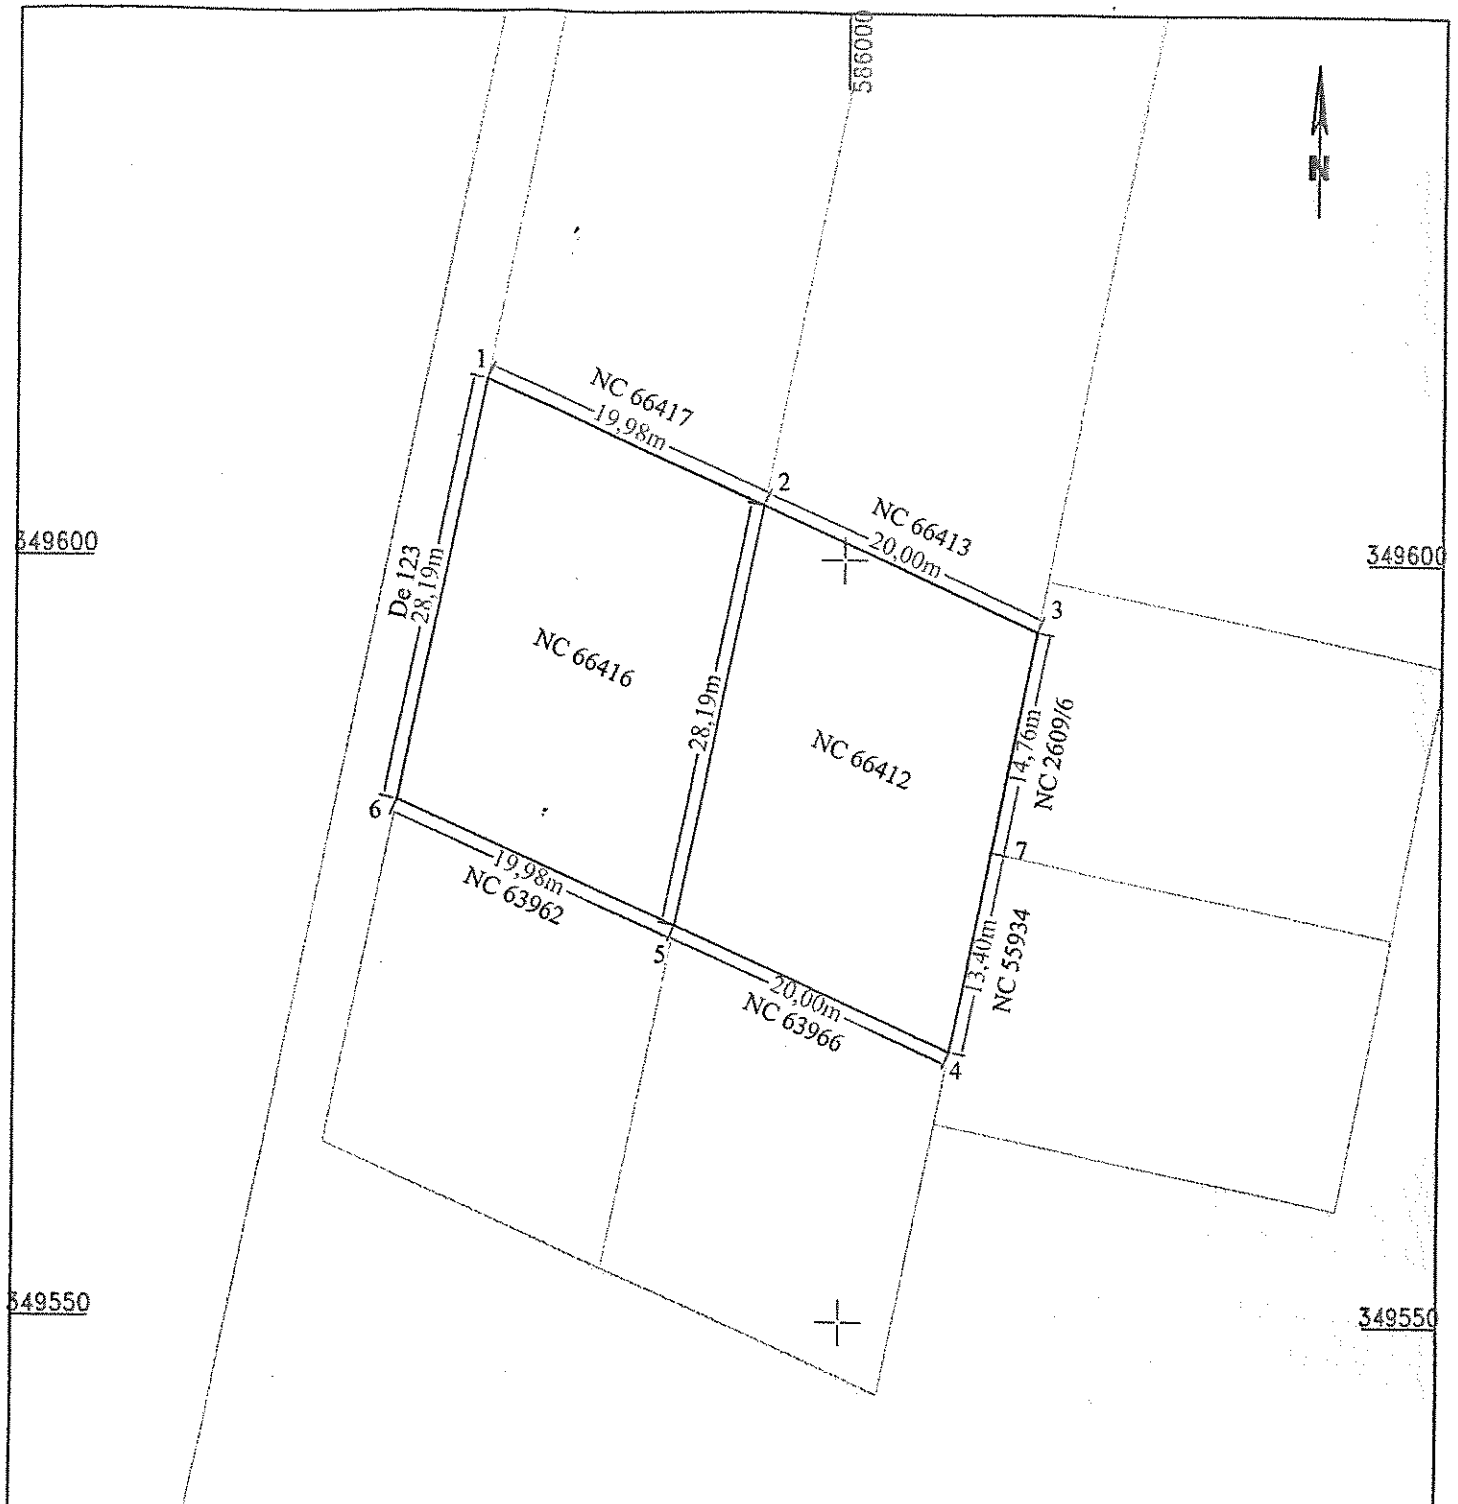 586000
N
1
NC 66417
19,98m
2
NC 66413
20,00m
349600
349600
3
De 123
28,19m
NC 66416
28,19m
NC 66412
14,76m
NC 2609/6
6
7
19,98m
NC 63962
5
13,40m
NC 55934
20,00m
NC 63966
4
349550
349550